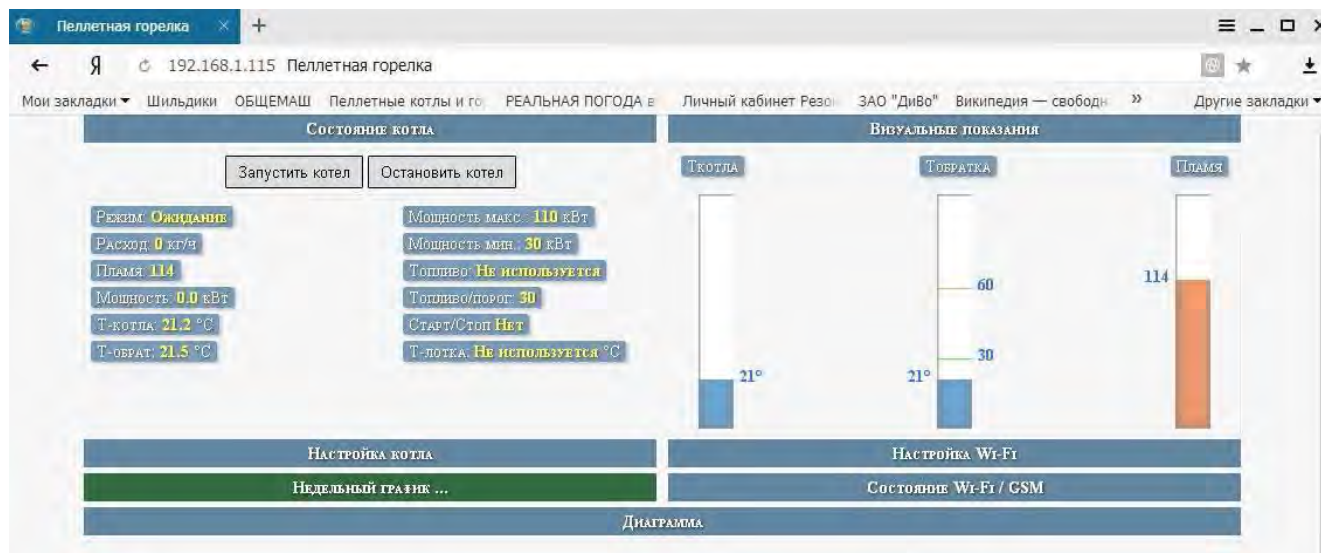 Пеллетная горелка
Я 192.168.1.115 Пеллетная горелка
Мои закладки Шильдики ОБЩЕМАШ Пеллетные котлы и го РЕАЛЬНАЯ ПОГОДА в Личный кабинет Резо ЗАО "ДиВо" Википедия — свободн » Другие закладки
Состояние котла
Запустить котел Остановить котел
Режим: Ожидание
Расход: 0 кг/ч
Пламя: 114
Мощность: 0.0 кВт
Т-котла: 21.2 °C
Т-обрат: 21.5 °C
Мощность макс.: 110 кВт
Мощность мин.: 30 кВт
Топливо: Не используется
Топливо/порог: 30
Старт/Стоп Нет
Т-лотка: Не используется °C
Визуальные показания
Ткотла Тобратка Пламя
60
114
30
21° 21°
Настройка котла Настройка Wi-Fi
Недельный график ... Состояние Wi-Fi / GSM
Диаграмма